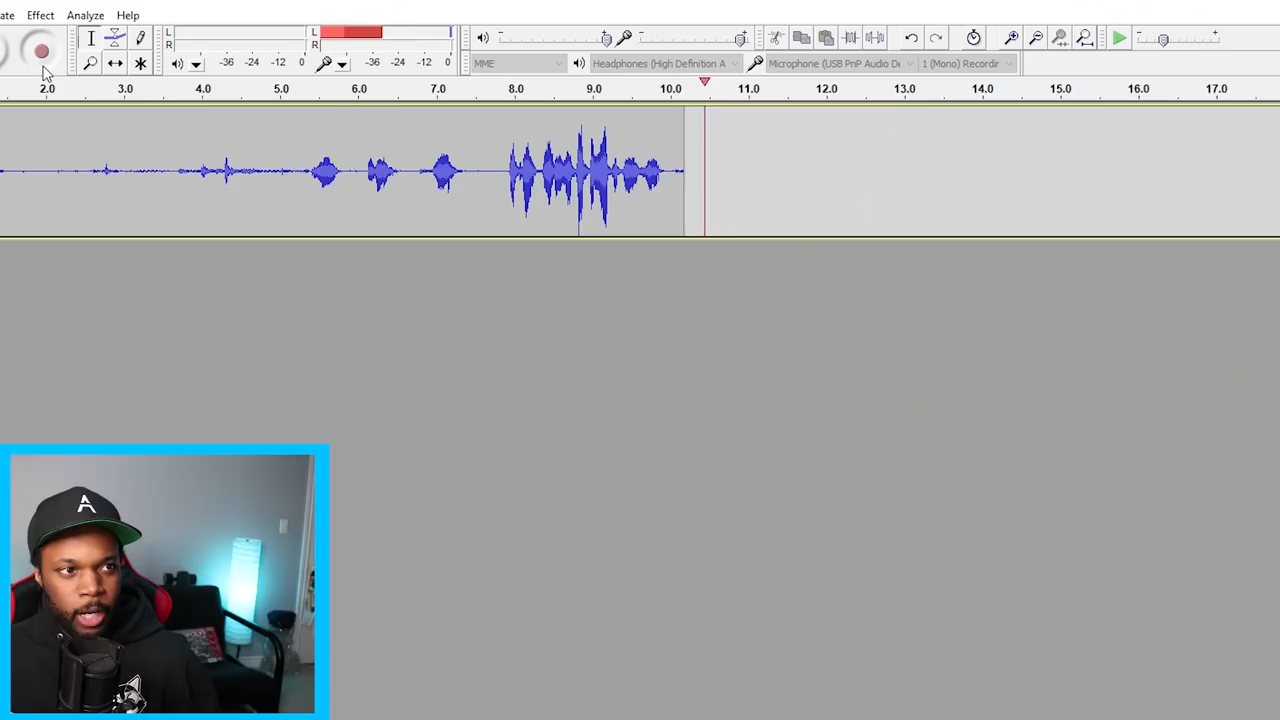 ate Effect Analyze Help
L
R
-36 -24 -12 0
L
R
-36 -24 -12 0
MME Headphones (High Definition A Microphone (USB PnP Audio De 1 (Mono) Recordir
2.0 3.0 4.0 5.0 6.0 7.0 8.0 9.0 10.0 11.0 12.0 13.0 14.0 15.0 16.0 17.0